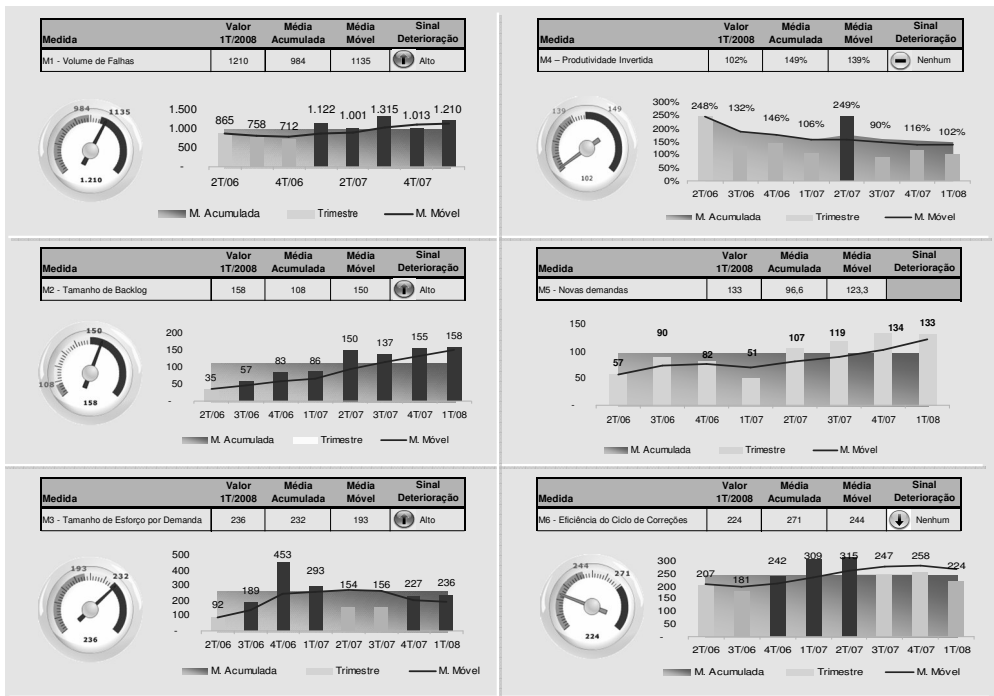 Medida Valor 1T/2008 Média Acumulada Média Móvel Sinal Deterioração
M1 - Volume de Falhas 1210 984 1135 Alto
984 1135
1.210
1.500
1.000
500
-
865 758 712 1.122 1.001 1.315 1.013 1.210
2T/06 4T/06 2T/07 4T/07
M. Acumulada Trimestre M. Móvel
Medida Valor 1T/2008 Média Acumulada Média Móvel Sinal Deterioração
M4 – Produtividade Invertida 102% 149% 139% Nenhum
139 149
102
300%
250%
200%
150%
100%
50%
0%
248% 132% 146% 106% 249% 90% 116% 102%
2T/06 3T/06 4T/06 1T/07 2T/07 3T/07 4T/07 1T/08
M. Acumulada Trimestre M. Móvel
Medida Valor 1T/2008 Média Acumulada Média Móvel Sinal Deterioração
M2 - Tamanho de Backlog 158 108 150 Alto
150
108
158
200
150
100
50
-
35 57 83 86 150 137 155 158
2T/06 3T/06 4T/06 1T/07 2T/07 3T/07 4T/07 1T/08
M. Acumulada Trimestre M. Móvel
Medida Valor 1T/2008 Média Acumulada Média Móvel Sinal Deterioração
M5 - Novas demandas 133 96,6 123,3
150
100
50
-
57 90 82 51 107 119 134 133
2T/06 3T/06 4T/06 1T/07 2T/07 3T/07 4T/07 1T/08
M. Acumulada Trimestre M. Móvel
Medida Valor 1T/2008 Média Acumulada Média Móvel Sinal Deterioração
M3 - Tamanho de Esforço por Demanda 236 232 193 Alto
193 232
236
500
400
300
200
100
-
92 189 453 293 154 156 227 236
2T/06 3T/06 4T/06 1T/07 2T/07 3T/07 4T/07 1T/08
M. Acumulada Trimestre M. Móvel
Medida Valor 1T/2008 Média Acumulada Média Móvel Sinal Deterioração
M6 - Eficiência do Ciclo de Correções 224 271 244 Nenhum
244 271
224
300
250
200
150
100
50
-
207 181 242 309 315 247 258 224
2T/06 3T/06 4T/06 1T/07 2T/07 3T/07 4T/07 1T/08
M. Acumulada Trimestre M. Móvel